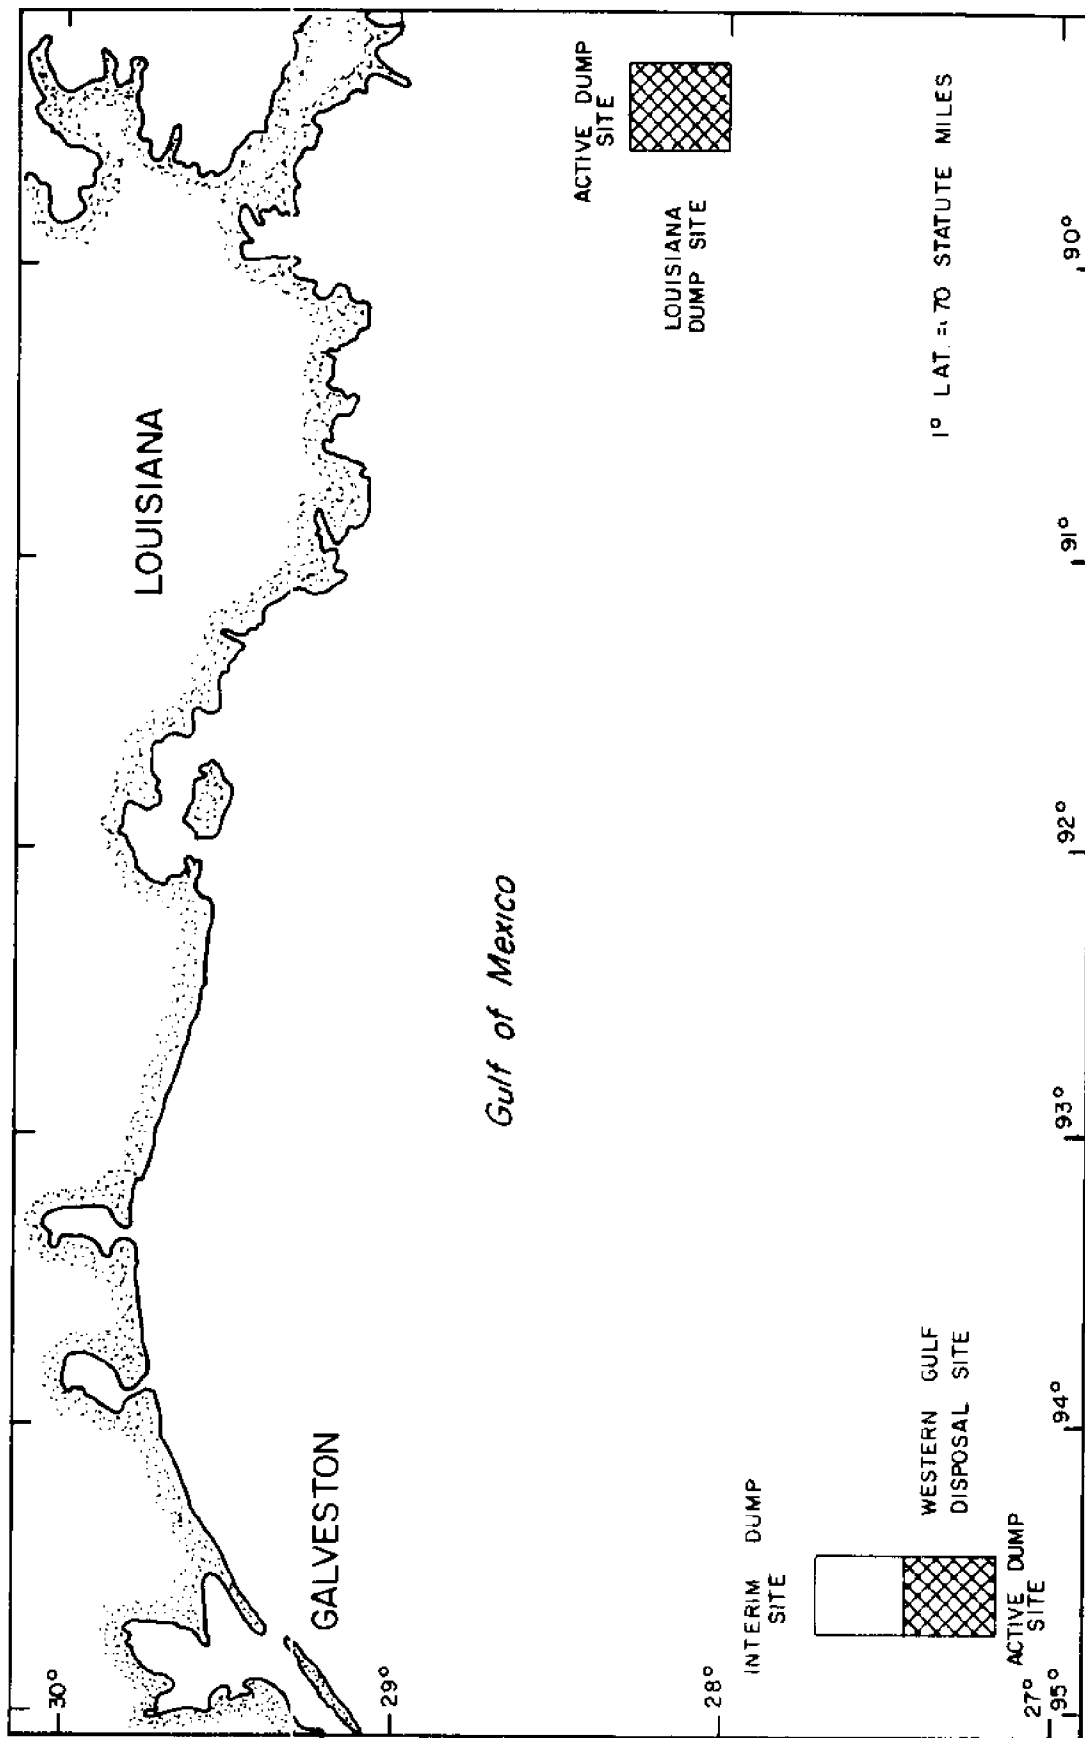 LOUISIANA
GALVESTON
Gulf of Mexico
ACTIVE DUMP
SITE
LOUISIANA
DUMP SITE
1° LAT. = 70 STATUTE MILES
INTERIM DUMP
SITE
WESTERN GULF
DISPOSAL SITE
ACTIVE DUMP
SITE
30°
29°
28°
27°
95°
94°
93°
92°
91°
90°